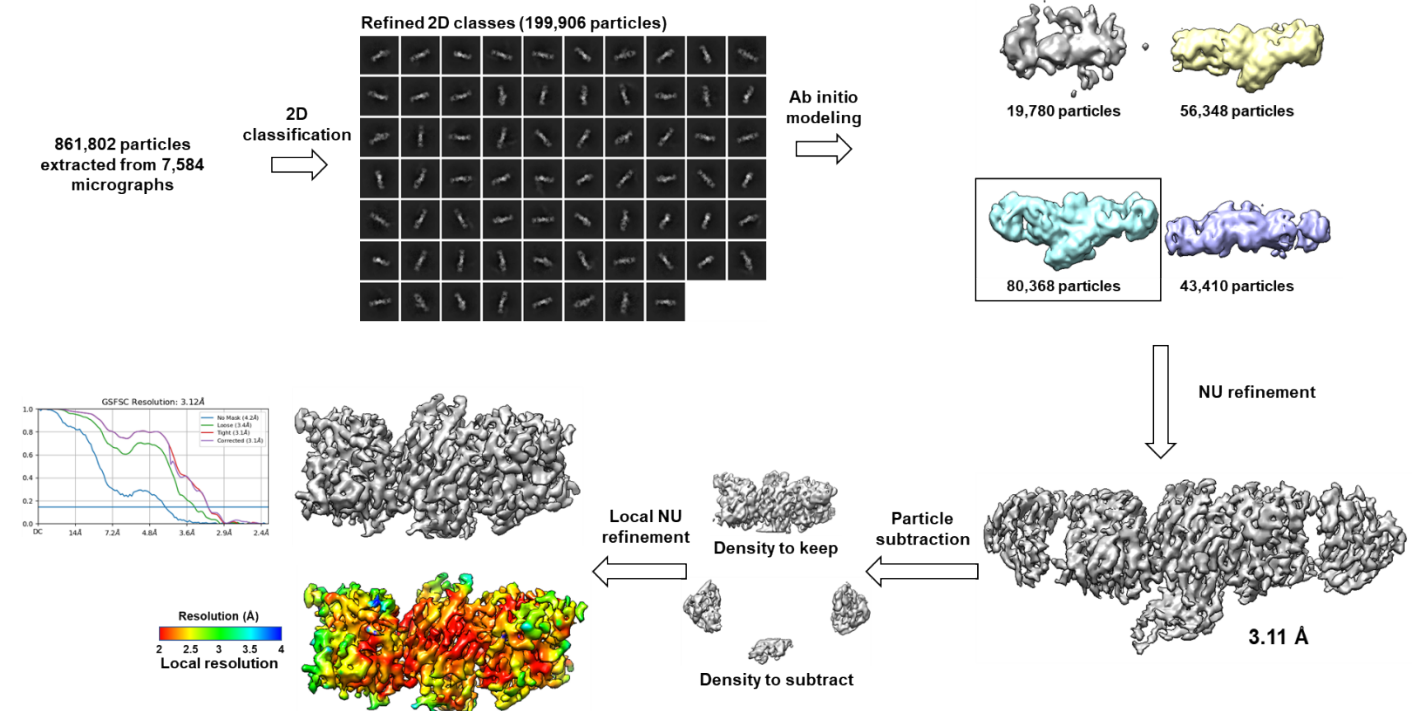 Refined 2D classes (199,906 particles)
861,802 particles
extracted from 7,584
micrographs
2D
classification
Ab initio
modeling
19,780 particles
56,348 particles
80,368 particles
43,410 particles
NU refinement
3.11 Å
Particle
subtraction
Density to keep
Density to subtract
Local NU
refinement
GSFSC Resolution: 3.12Å
No Mask (4.2Å)
Loose (3.4Å)
Tight (3.1Å)
Corrected (3.1Å)
1.0
0.8
0.6
0.4
0.2
0.0
DC 14Å 7.2Å 4.8Å 3.6Å 2.9Å 2.4Å
Resolution (Å)
2 2.5 3 3.5 4
Local resolution